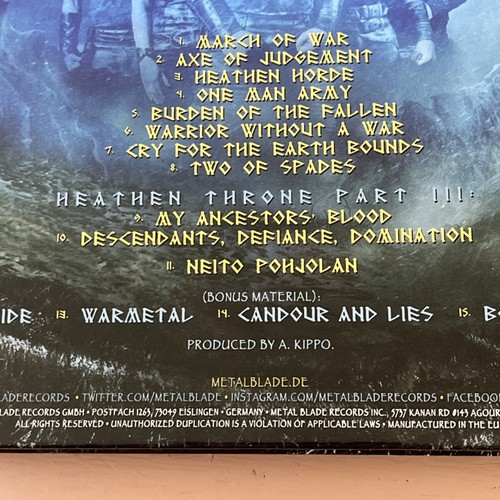 1. MARCH OF WAR
2. AXE OF JUDGEMENT
3. HEATHEN HORDE
4. ONE MAN ARMY
5. BURDEN OF THE FALLEN
6. WARRIOR WITHOUT A WAR
7. CRY FOR THE EARTH BOUNDS
8. TWO OF SPADES
HEATHEN THRONE PART III:
9. MY ANCESTORS' BLOOD
10. DESCENDANTS, DEFIANCE, DOMINATION
11. NEITO POHJOLAN
(BONUS MATERIAL):
IDE 13. WARMETAL 14. CANDOUR AND LIES 15. B
PRODUCED BY A. KIPPO.
METALBLADE.DE
LADERECORDS • TWITTER.COM/METALBLADE • INSTAGRAM.COM/METALBLADERECORDS • FACEBOO
LADE RECORDS GMBH • POSTFACH 1263, 73049 EISLINGEN • GERMANY • METAL BLADE RECORDS INC., 5737 KANAN RD #143 AGOUR
ALL RIGHTS RESERVED • UNAUTHORIZED DUPLICATION IS A VIOLATION OF APPLICABLE LAWS • MANUFACTURED IN THE EU